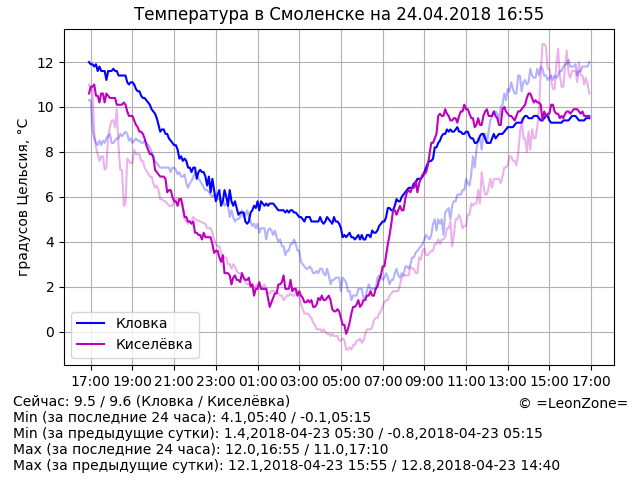 Температура в Смоленске на 24.04.2018 16:55
градусов Цельсия, °C
12
10
8
6
4
2
0
Кловка
Киселёвка
17:00 19:00 21:00 23:00 01:00 03:00 05:00 07:00 09:00 11:00 13:00 15:00 17:00
Сейчас: 9.5 / 9.6 (Кловка / Киселёвка)
© =LeonZone=
Min (за последние 24 часа): 4.1,05:40 / -0.1,05:15
Min (за предыдущие сутки): 1.4,2018-04-23 05:30 / -0.8,2018-04-23 05:15
Max (за последние 24 часа): 12.0,16:55 / 11.0,17:10
Max (за предыдущие сутки): 12.1,2018-04-23 15:55 / 12.8,2018-04-23 14:40